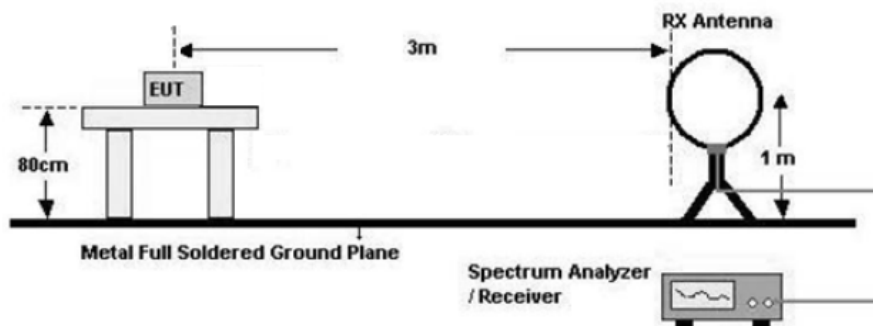 RX Antenna
3m
EUT
80cm
1 m
Metal Full Soldered Ground Plane
Spectrum Analyzer
/ Receiver